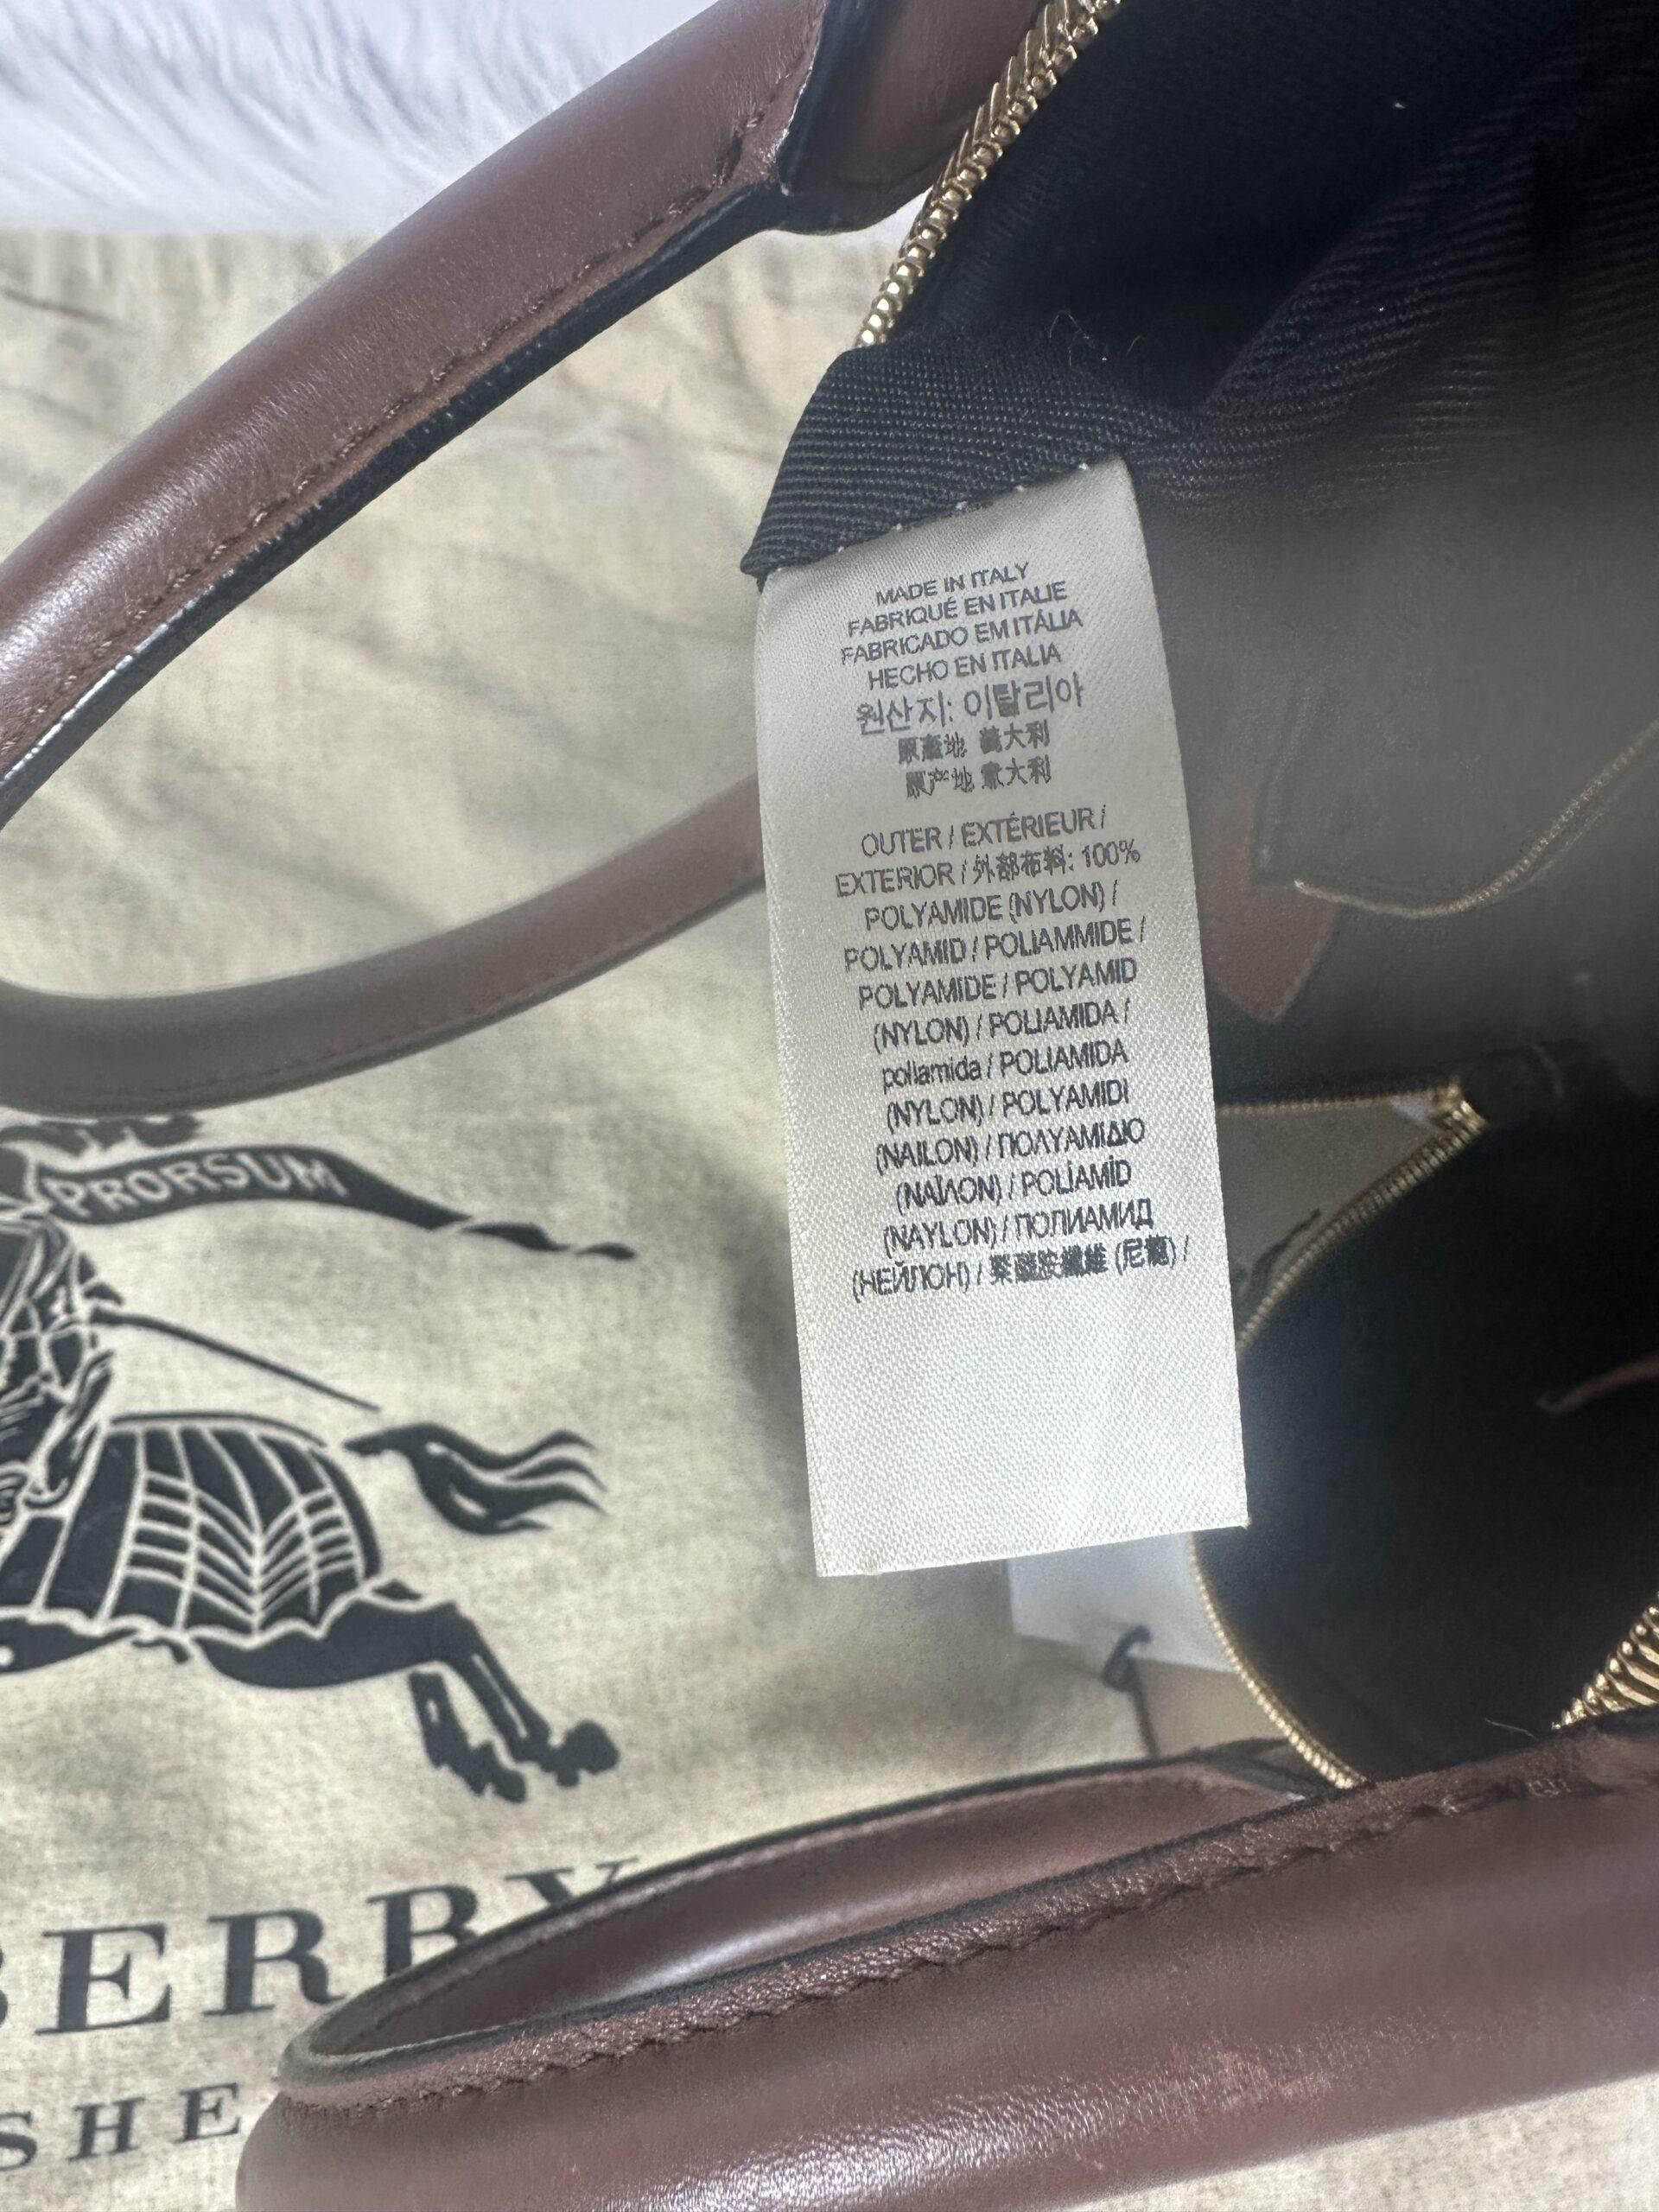 MADE IN ITALY
FABRIQUÉ EN ITALIE
FABRICADO EM ITÁLIA
HECHO EN ITALIA
원산지: 이탈리아
原產地 義大利
原产地 意大利
OUTER / EXTÉRIEUR /
EXTERIOR / 外部布料: 100%
POLYAMIDE (NYLON) /
POLYAMID / POLIAMMIDE /
POLYAMIDE / POLYAMID
(NYLON) / POLIAMIDA /
poliamida / POLIAMIDA
(NYLON) / POLYAMIDI
(NAILON) / ΠΟΛΥΑΜΙΔΙΟ
(ΝΑΪΛΟΝ) / POLİAMİD
(NAYLON) / ПОЛИАМИД
(НЕЙЛОН) / 聚醯胺纖維 (尼龍) /
PRORSUM
BERRY
SHE